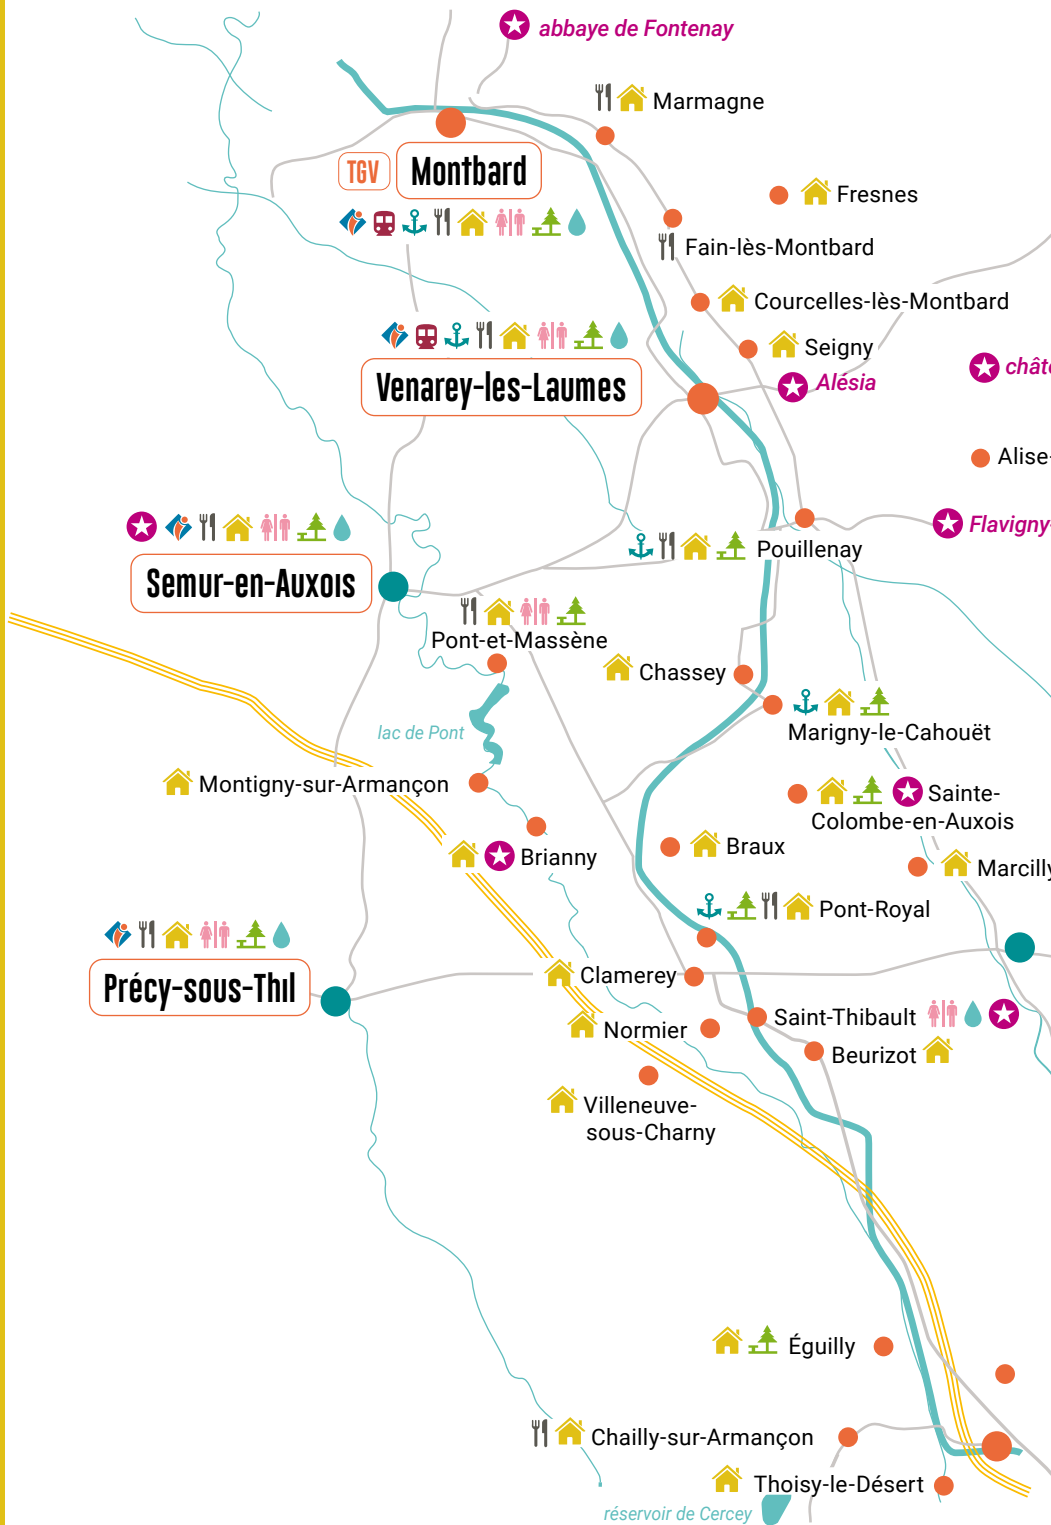 abbaye de Fontenay
Marmagne
TGV
Montbard
Fresnes
Fain-lès-Montbard
Courcelles-lès-Montbard
Seigny
Venarey-les-Laumes
Alésia
chât
Alise-
Flavigny
Pouillenay
Semur-en-Auxois
Pont-et-Massène
Chassey
Marigny-le-Cahouët
lac de Pont
Montigny-sur-Armançon
Sainte-
Colombe-en-Auxois
Braux
Brianny
Marcilly
Pont-Royal
Clamerey
Précy-sous-Thil
Saint-Thibault
Normier
Beurizot
Villeneuve-
sous-Charny
Éguilly
Chailly-sur-Armançon
Thoisy-le-Désert
réservoir de Cercey